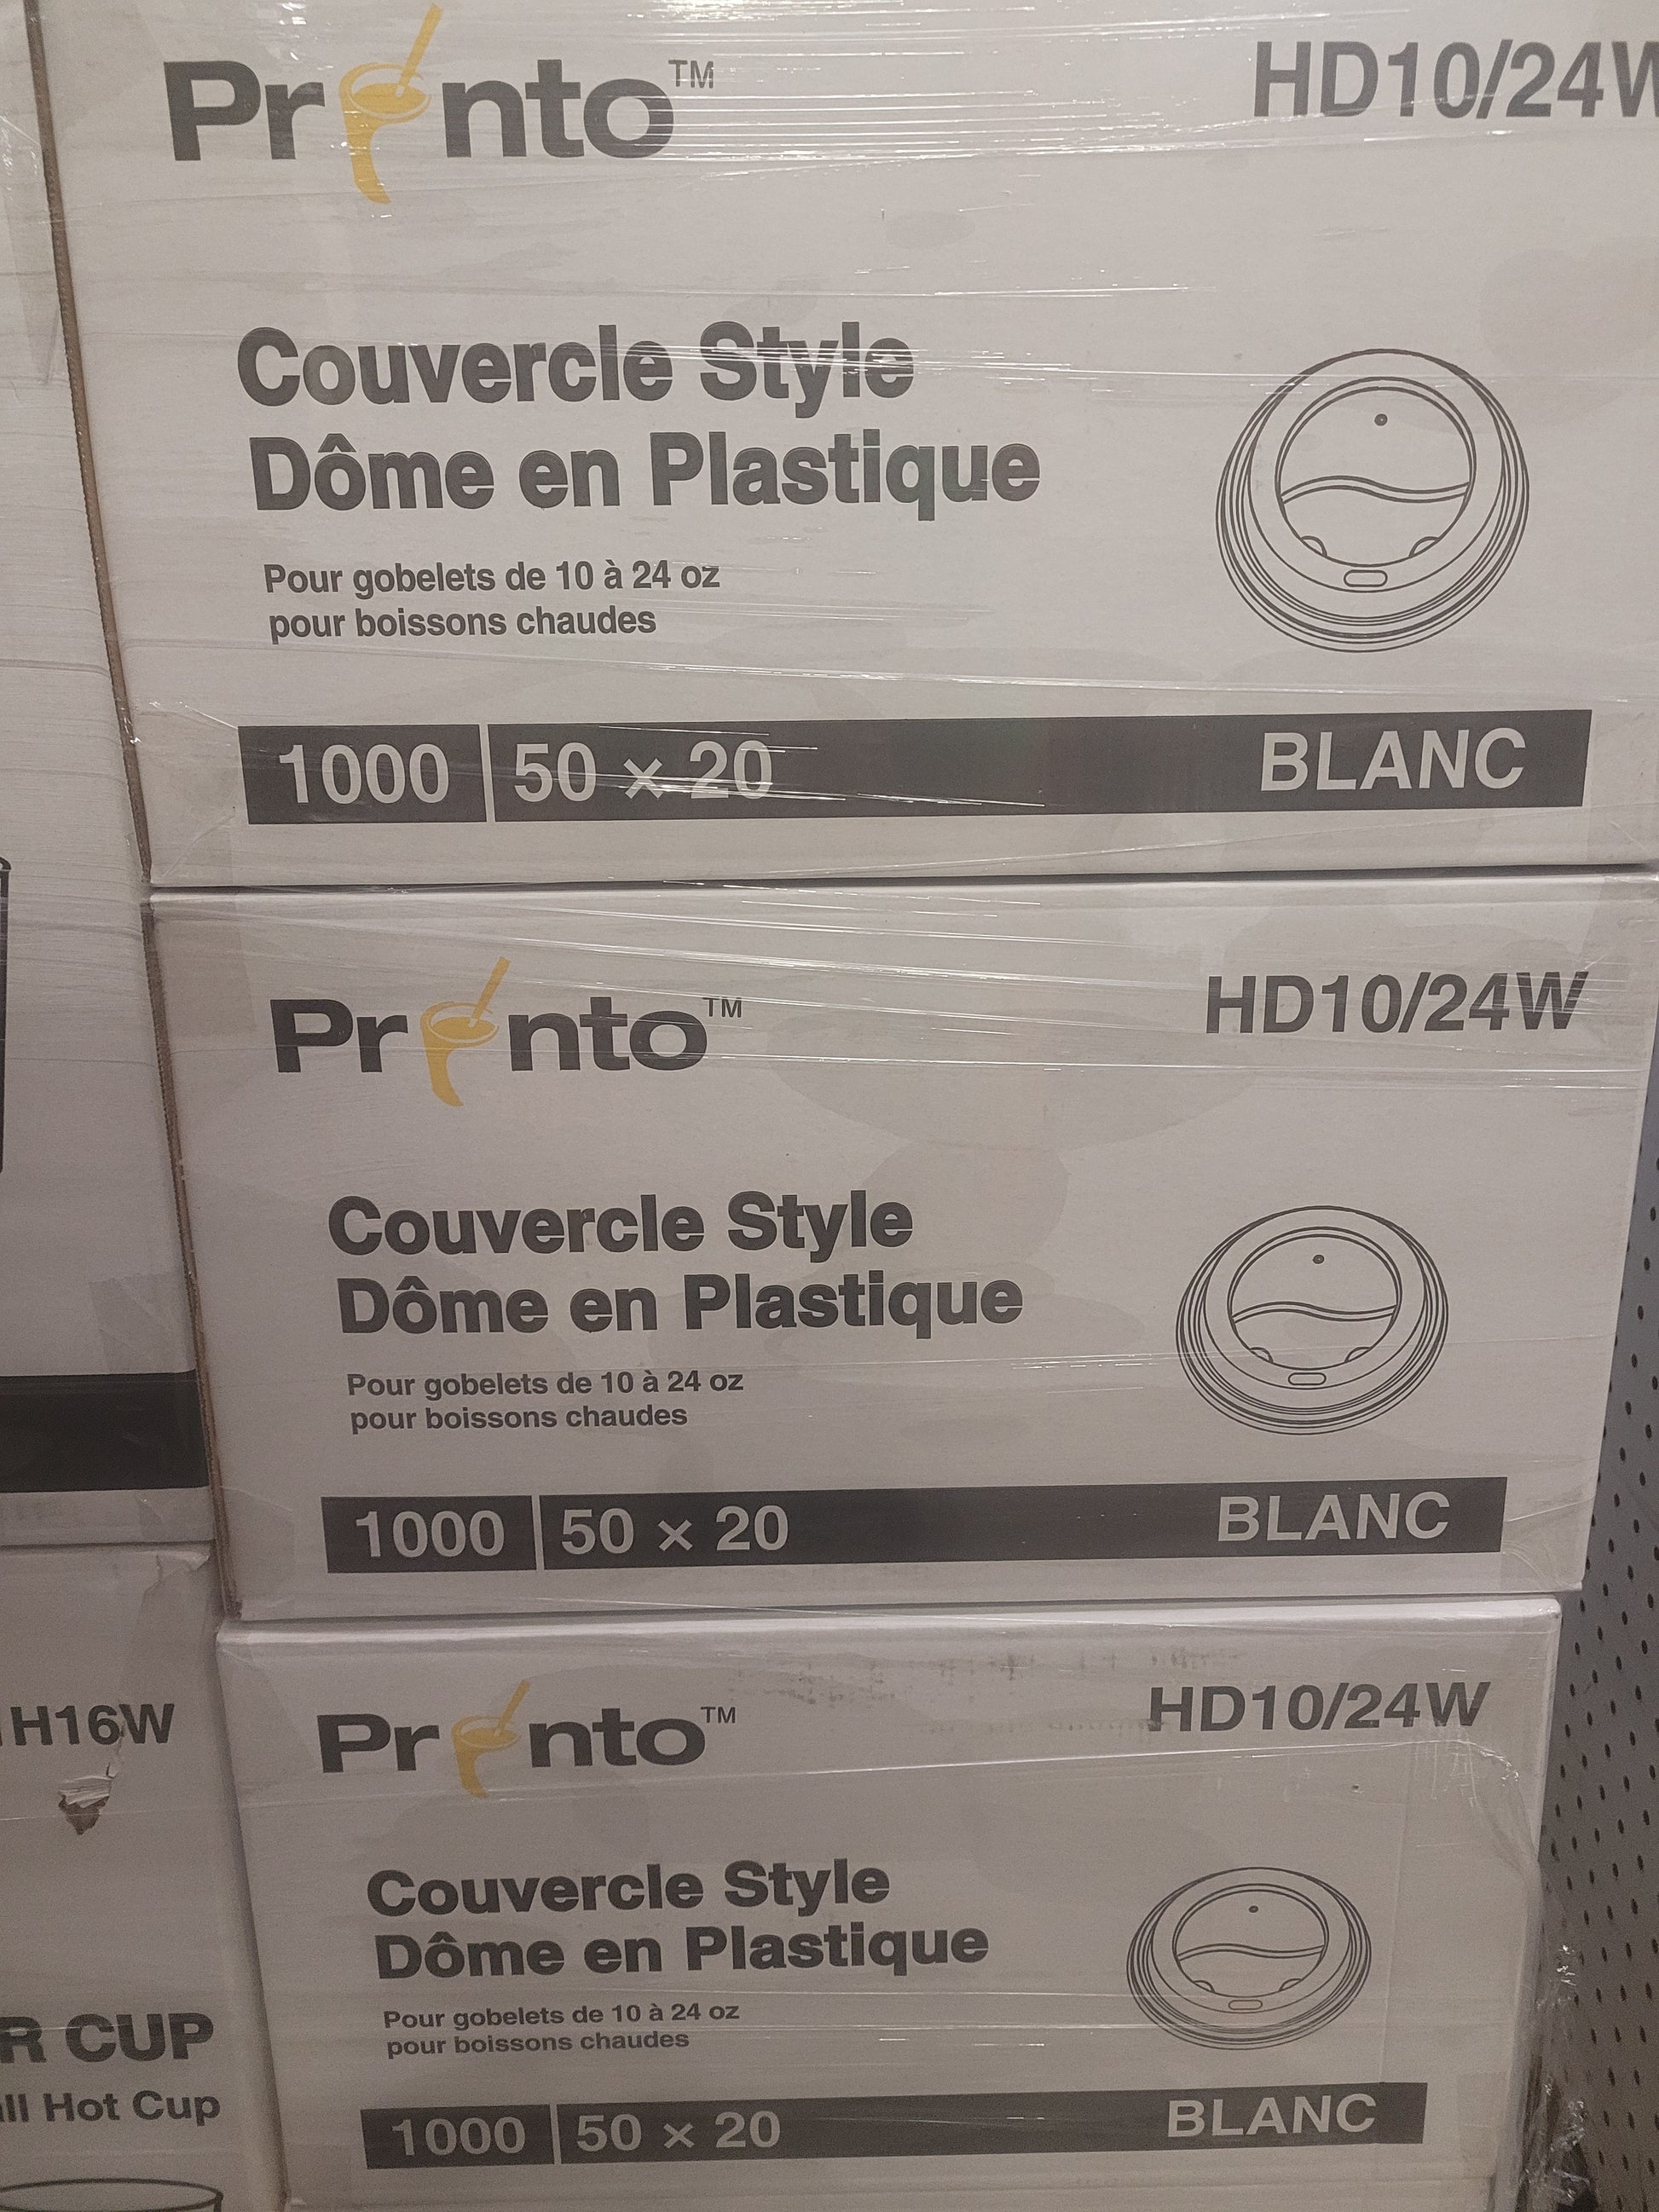 Pronto™
HD10/24W
Couvercle Style
Dôme en Plastique
Pour gobelets de 10 à 24 oz
pour boissons chaudes
1000 50 × 20 BLANC
Pronto™
HD10/24W
Couvercle Style
Dôme en Plastique
Pour gobelets de 10 à 24 oz
pour boissons chaudes
1000 50 × 20 BLANC
Pronto™
HD10/24W
Couvercle Style
Dôme en Plastique
Pour gobelets de 10 à 24 oz
pour boissons chaudes
1000 50 × 20 BLANC
H16W
R CUP
ll Hot Cup